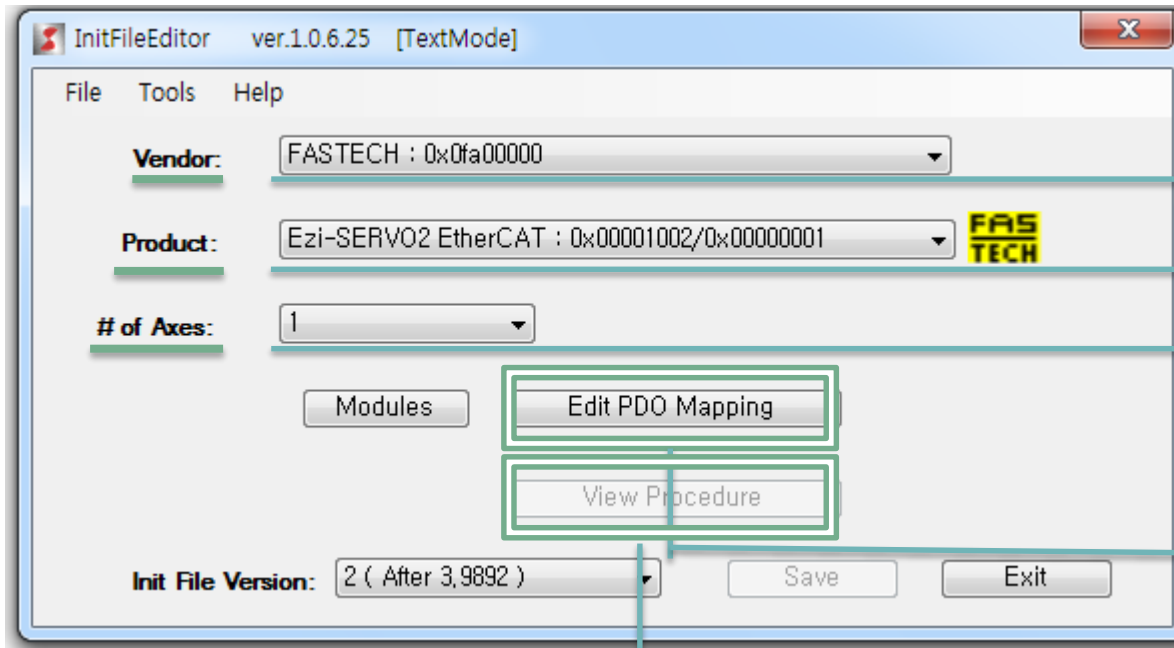 InitFileEditor ver.1.0.6.25 [TextMode]
File Tools Help
Vendor: FASTECH : 0x0fa00000
Product: Ezi-SERVO2 EtherCAT : 0x00001002/0x00000001
FAS
TECH
# of Axes: 1
Modules Edit PDO Mapping
View Procedure
Init File Version: 2 ( After 3,9892 ) Save Exit